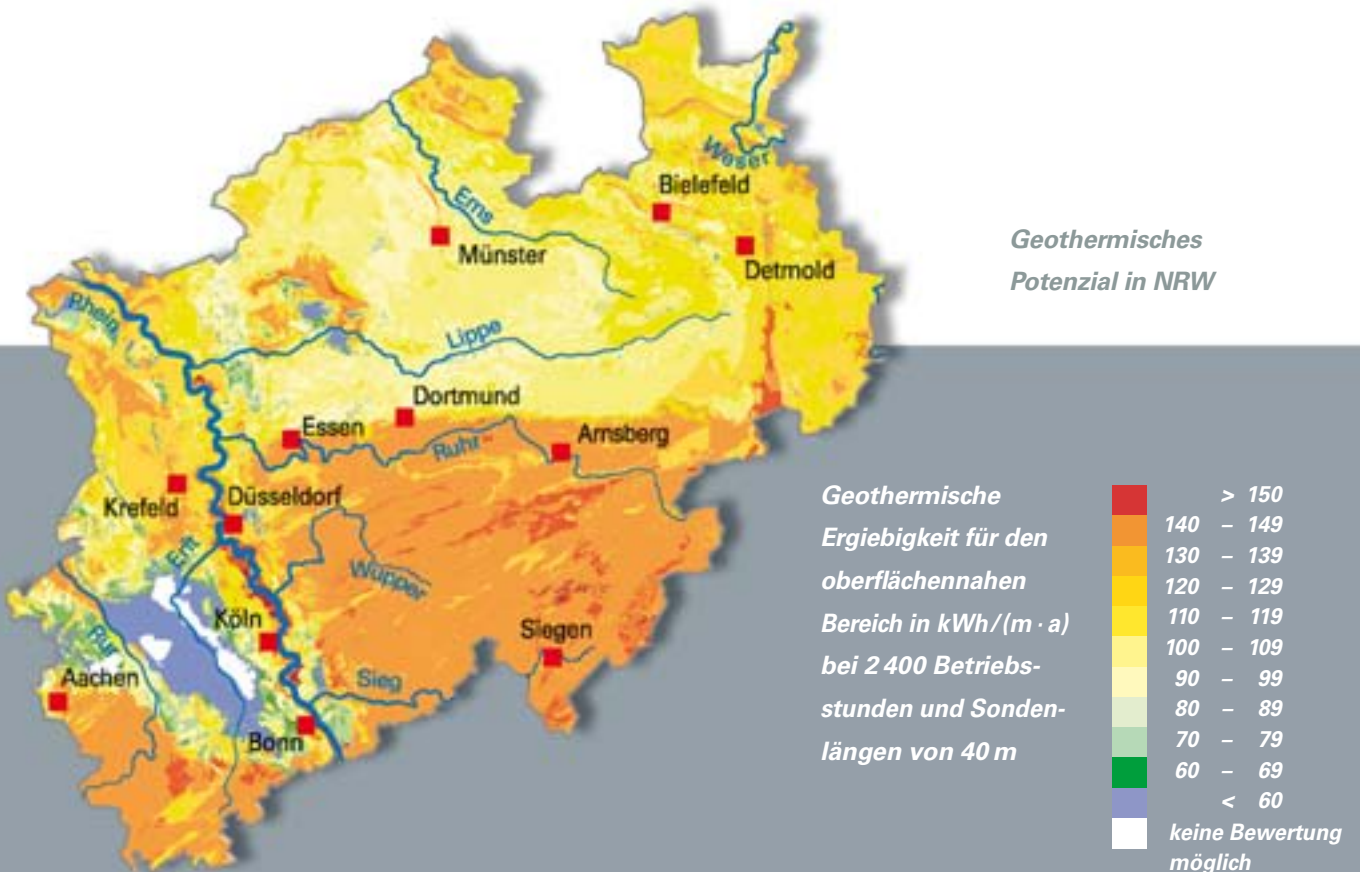 Weser
Bielefeld
Ems
Münster
Detmold
Geothermisches
Potenzial in NRW
Rhein
Lippe
Dortmund
Essen
Ruhr
Arnsberg
Krefeld
Düsseldorf
Erft
Wupper
Köln
Siegen
Rur
Aachen
Sieg
Bonn
Geothermische
Ergiebigkeit für den
oberflächennahen
Bereich in kWh/(m · a)
bei 2 400 Betriebs-
stunden und Sonden-
längen von 40 m
> 150
140 – 149
130 – 139
120 – 129
110 – 119
100 – 109
90 – 99
80 – 89
70 – 79
60 – 69
< 60
keine Bewertung
möglich